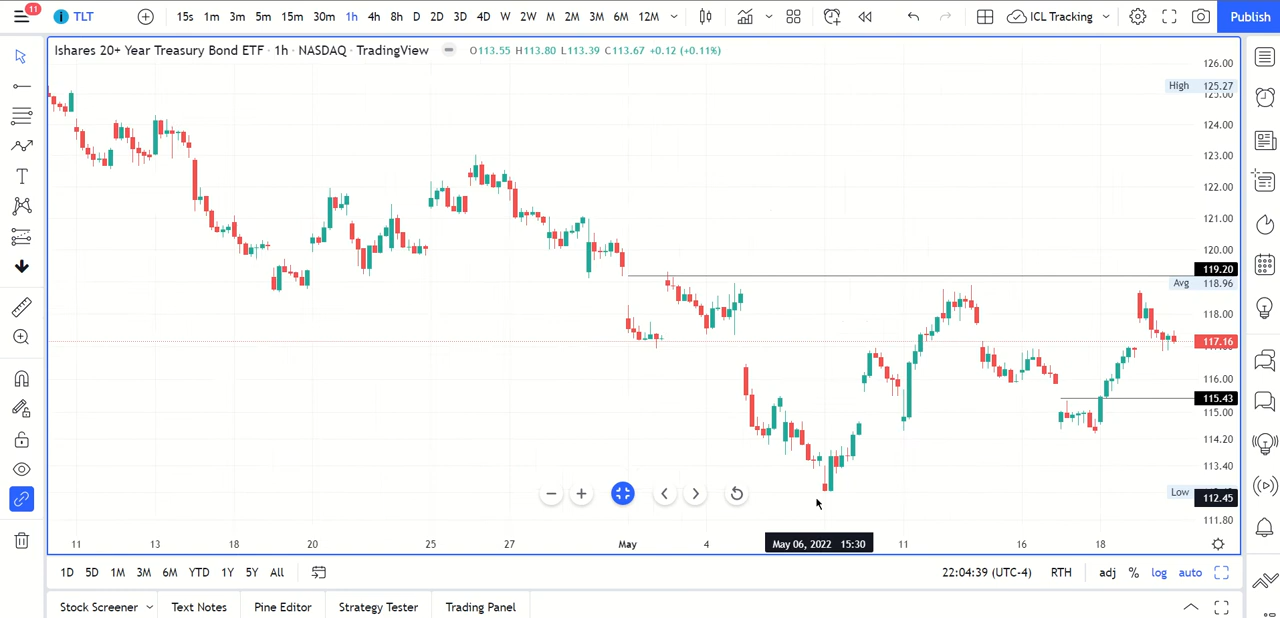 11 TLT 15s 1m 3m 5m 15m 30m 1h 4h 8h D 2D 3D 4D W 2W M 2M 3M 6M 12M ICL Tracking Publish
Ishares 20+ Year Treasury Bond ETF · 1h · NASDAQ · TradingView O113.55 H113.80 L113.39 C113.67 +0.12 (+0.11%)
126.00
High 125.27
125.00
124.00
123.00
122.00
121.00
120.00
119.20
Avg 118.96
118.00
117.16
116.00
115.43
115.00
114.20
113.40
Low 112.45
111.80
11 13 18 20 25 27 May 4 May 06, 2022 15:30 11 16 18
1D 5D 1M 3M 6M YTD 1Y 5Y All 22:04:39 (UTC-4) RTH adj % log auto
Stock Screener Text Notes Pine Editor Strategy Tester Trading Panel